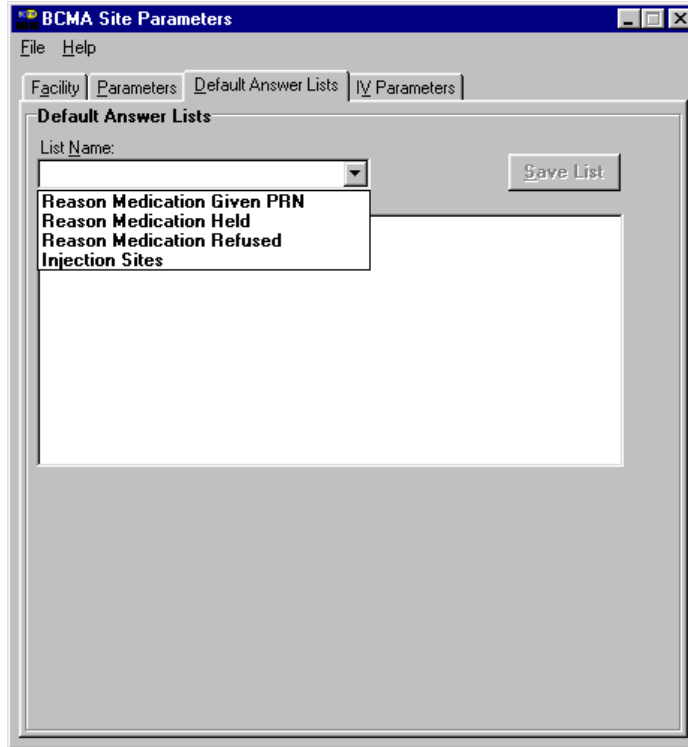 BCMA Site Parameters
File Help
Facility Parameters Default Answer Lists IV Parameters
Default Answer Lists
List Name:
Save List
Reason Medication Given PRN
Reason Medication Held
Reason Medication Refused
Injection Sites